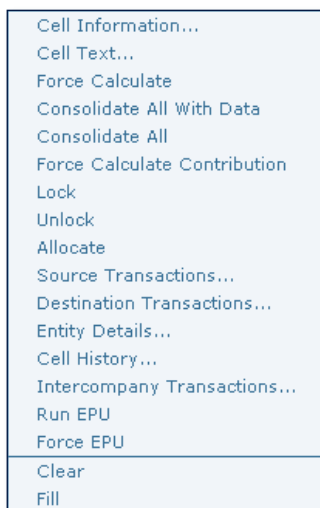 Cell Information...
Cell Text...
Force Calculate
Consolidate All With Data
Consolidate All
Force Calculate Contribution
Lock
Unlock
Allocate
Source Transactions...
Destination Transactions...
Entity Details...
Cell History...
Intercompany Transactions...
Run EPU
Force EPU
Clear
Fill